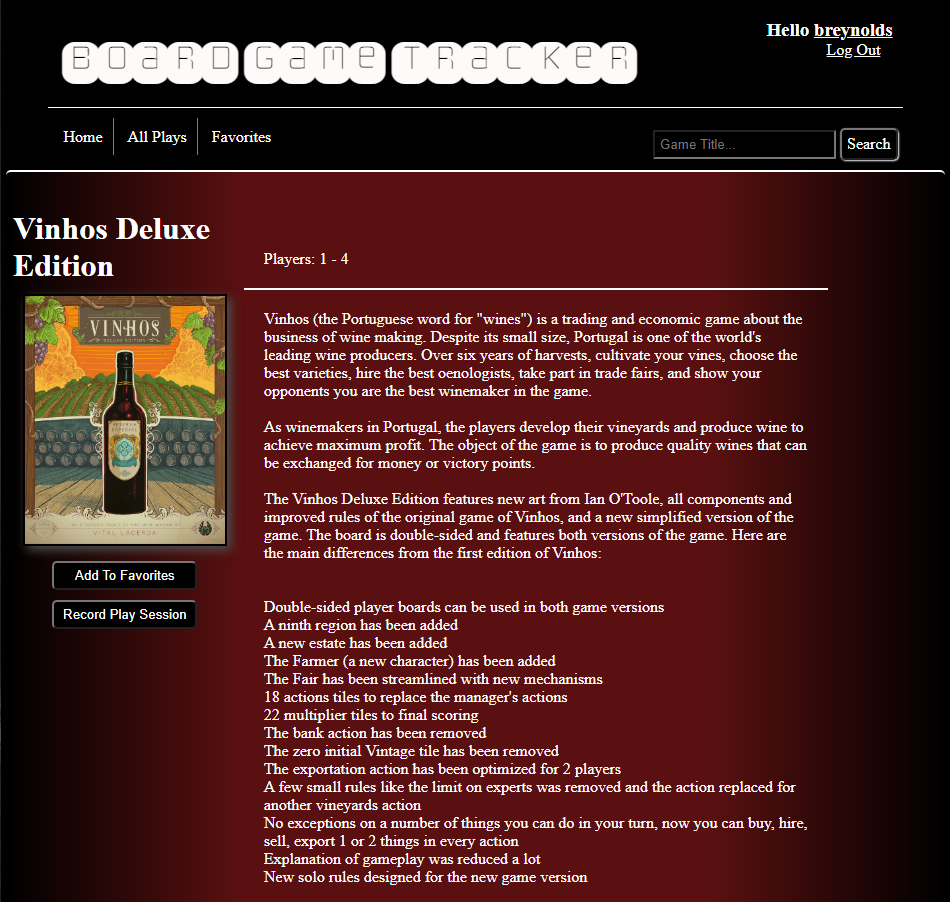 Hello breynolds
Log Out
BOARD GAME TRACKER
Home
All Plays
Favorites
Game Title...
Search
Vinhos Deluxe
Edition
Players: 1 - 4
VINHOS
DELUXE EDITION
RESERVA
ESPECIAL
VITAL LACERDA
Add To Favorites
Record Play Session
Vinhos (the Portuguese word for "wines") is a trading and economic game about the
business of wine making. Despite its small size, Portugal is one of the world's
leading wine producers. Over six years of harvests, cultivate your vines, choose the
best varieties, hire the best oenologists, take part in trade fairs, and show your
opponents you are the best winemaker in the game.
As winemakers in Portugal, the players develop their vineyards and produce wine to
achieve maximum profit. The object of the game is to produce quality wines that can
be exchanged for money or victory points.
The Vinhos Deluxe Edition features new art from Ian O'Toole, all components and
improved rules of the original game of Vinhos, and a new simplified version of the
game. The board is double-sided and features both versions of the game. Here are
the main differences from the first edition of Vinhos:
Double-sided player boards can be used in both game versions
A ninth region has been added
A new estate has been added
The Farmer (a new character) has been added
The Fair has been streamlined with new mechanisms
18 actions tiles to replace the manager's actions
22 multiplier tiles to final scoring
The bank action has been removed
The zero initial Vintage tile has been removed
The exportation action has been optimized for 2 players
A few small rules like the limit on experts was removed and the action replaced for
another vineyards action
No exceptions on a number of things you can do in your turn, now you can buy, hire,
sell, export 1 or 2 things in every action
Explanation of gameplay was reduced a lot
New solo rules designed for the new game version